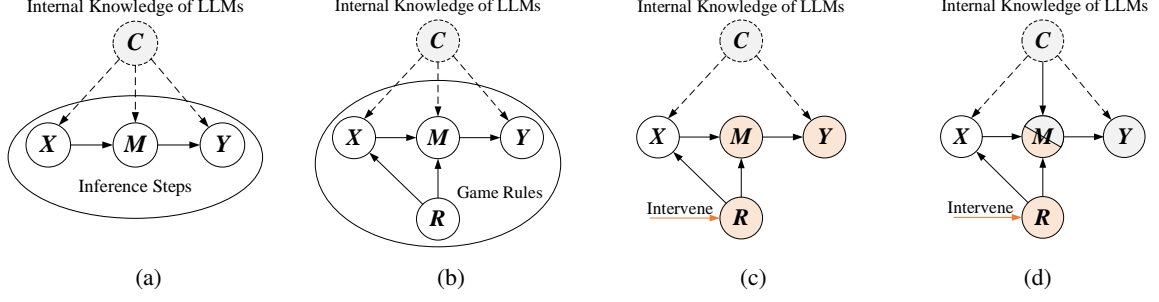 Internal Knowledge of LLMs
C
X
M
Y
Inference Steps
(a)
Internal Knowledge of LLMs
C
X
M
Y
Game Rules
R
(b)
Internal Knowledge of LLMs
C
X
M
Y
Intervene
R
(c)
Internal Knowledge of LLMs
C
X
M
Y
Intervene
R
(d)